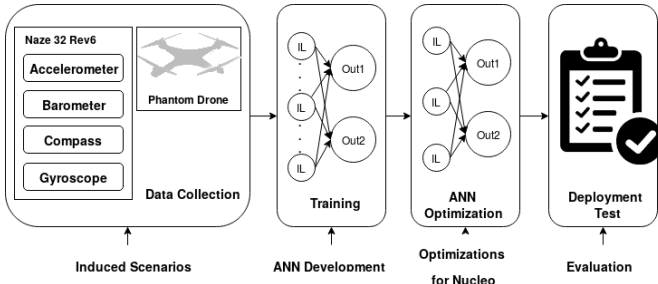 Naze 32 Rev6
Accelerometer
Barometer
Compass
Gyroscope
Phantom Drone
Data Collection
IL
IL
IL
Out1
Out2
Training
IL
IL
IL
Out1
Out2
ANN
Optimization
Deployment
Test
Induced Scenarios
ANN Development
Optimizations
for Nucleo
Evaluation